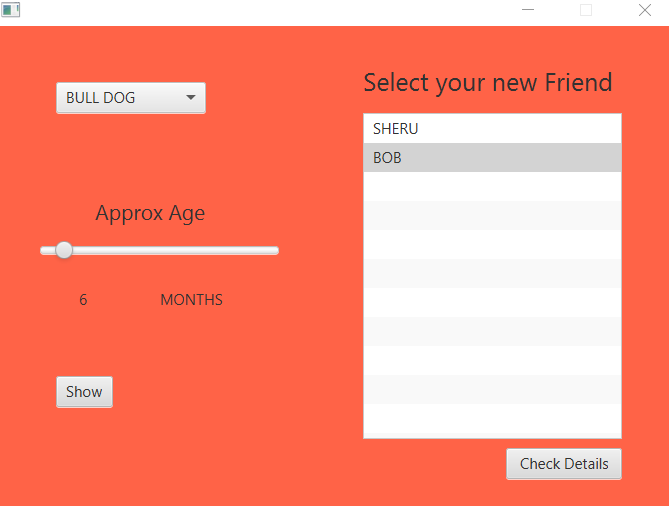 BULL DOG
Approx Age
6 MONTHS
Show
Select your new Friend
SHERU
BOB
Check Details